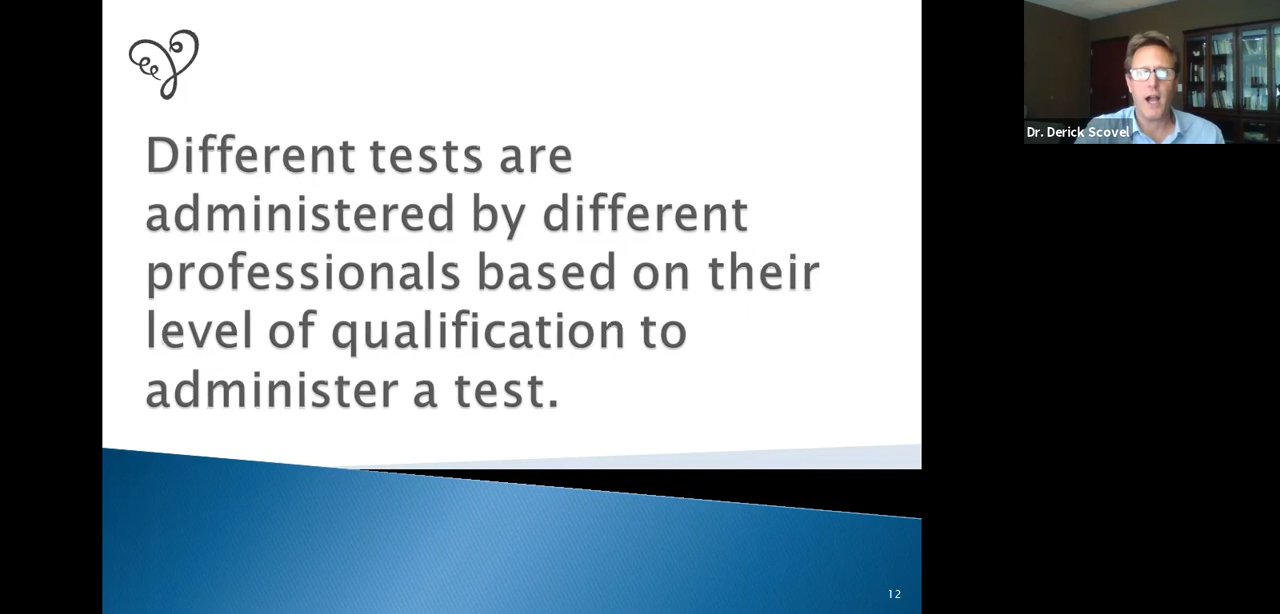 Different tests are
administered by different
professionals based on their
level of qualification to
administer a test.
12
Dr. Derick Scovel